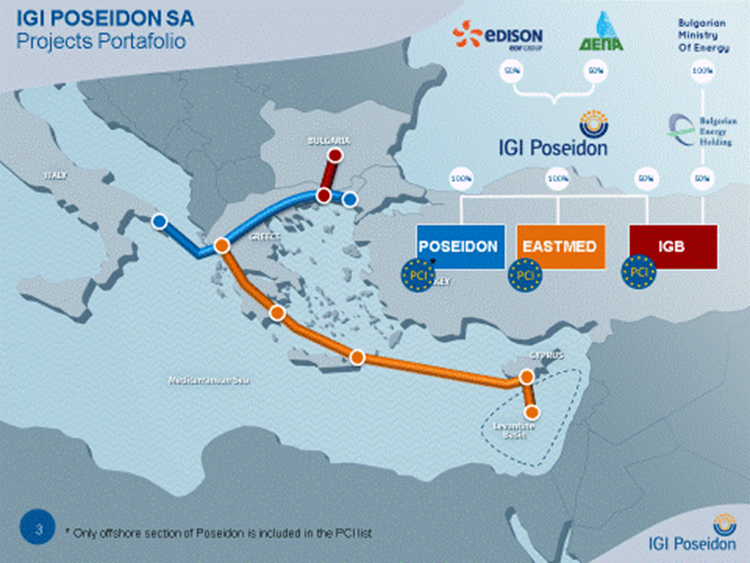 IGI POSEIDON SA
Projects Portafolio
EDISON
EDF GROUP
ΔΕΠΑ
Bulgarian
Ministry
Of Energy
50%
50%
100%
IGI Poseidon
Bulgarian
Energy
Holding
100%
100%
50%
50%
POSEIDON
EASTMED
IGB
PCI
*
PCI
PCI
KEY
BULGARIA
ITALY
GREECE
CYPRUS
Mediterranean Sea
Levantine
Basin
3
* Only offshore section of Poseidon is included in the PCI list
IGI Poseidon